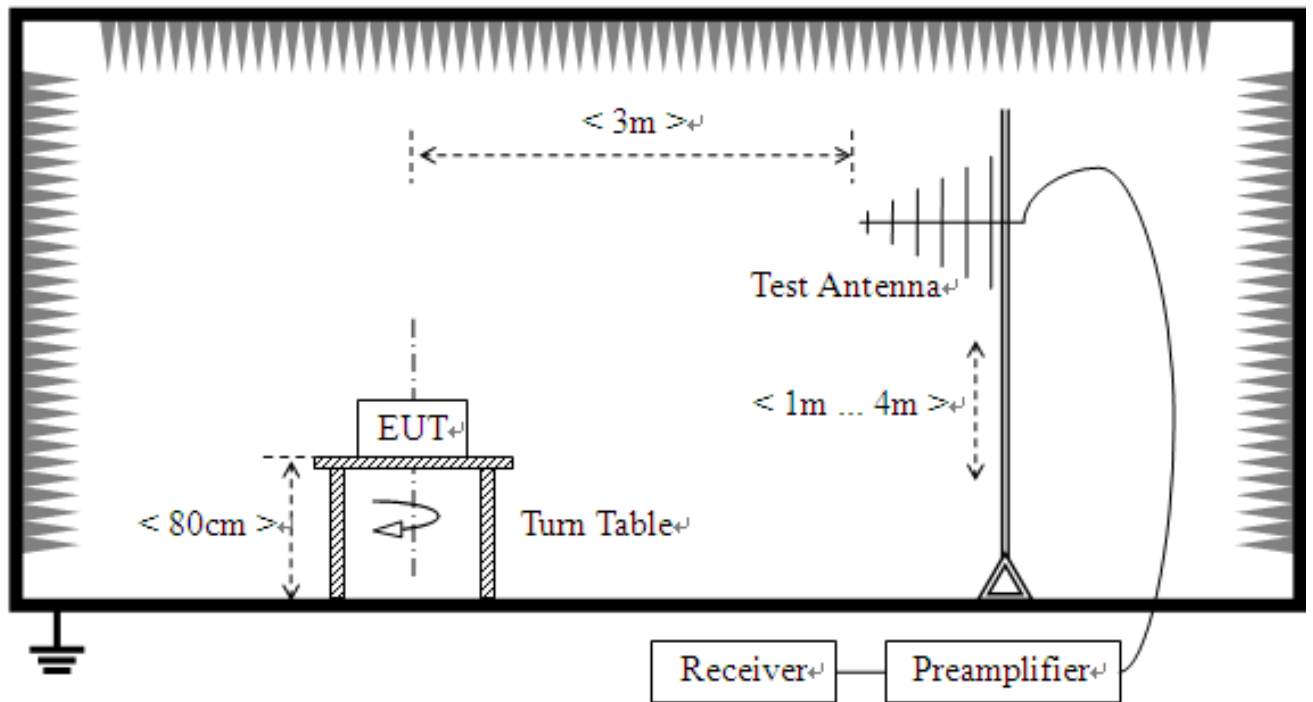 < 3m >↵
Test Antenna↵
< 1m ... 4m >↵
EUT↵
< 80cm >↵
Turn Table↵
Receiver↵
Preamplifier↵